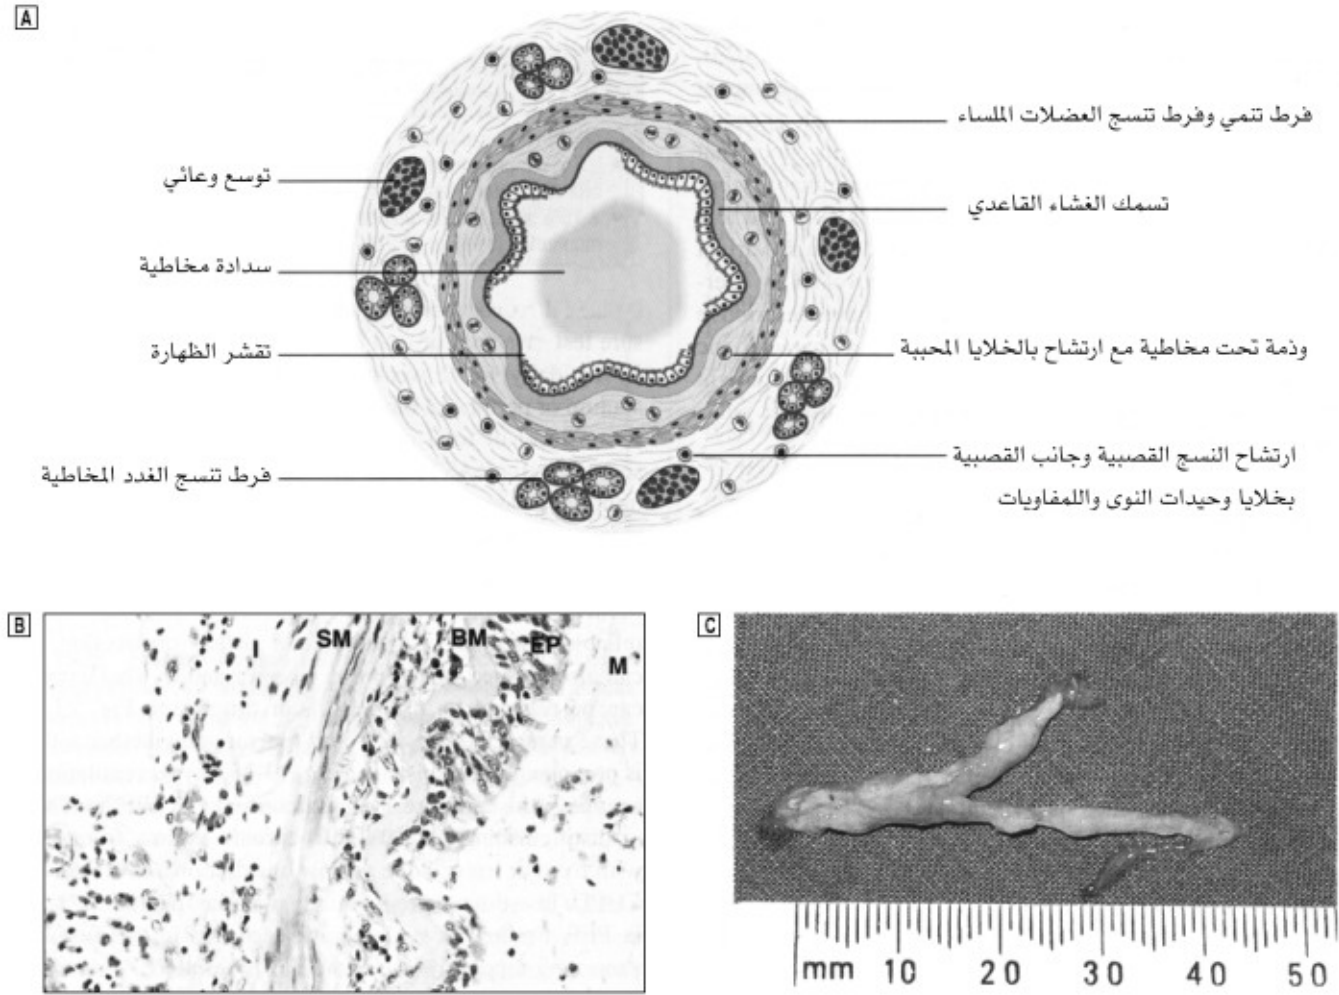 A
فرط تنمي وفرط تنسج العضلات الملساء
توسع وعائي
تسمك الغشاء القاعدي
سدادة مخاطية
وذمة تحت مخاطية مع ارتشاح بالخلايا المحببة
تقشر الظهارة
ارتشاح النسج القصبية وجانب القصبية
بخلايا وحيدات النوى واللمفاويات
فرط تنسج الغدد المخاطية
B
I SM BM EP M
C
mm 10 20 30 40 50